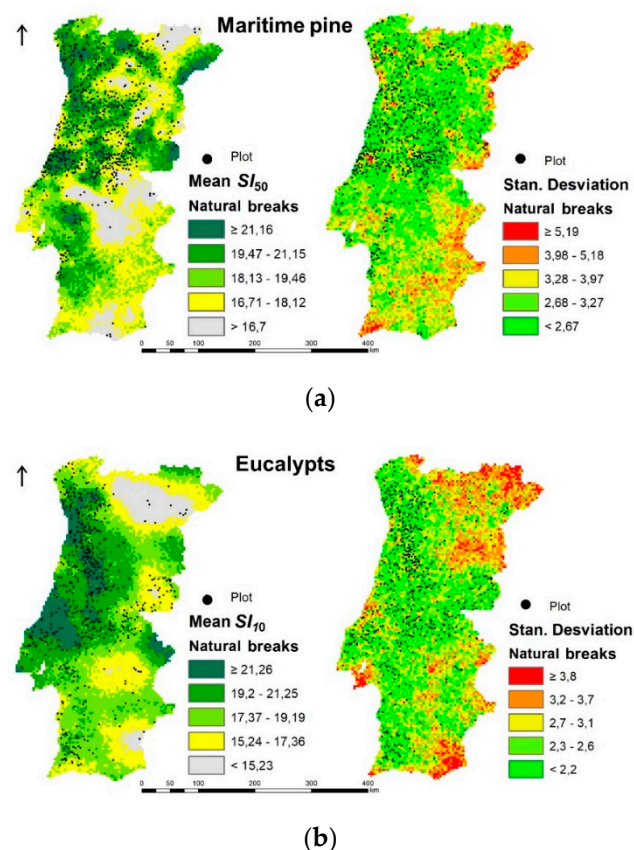 Maritime pine
Plot
Mean SI50
Natural breaks
≥ 21,16
19,47 - 21,15
18,13 - 19,46
16,71 - 18,12
> 16,7
Plot
Stan. Desviation
Natural breaks
≥ 5,19
3,98 - 5,18
3,28 - 3,97
2,68 - 3,27
< 2,67
0 25 50 100 200 300 400
km
(a)
Eucalypts
Plot
Mean SI10
Natural breaks
≥ 21,26
19,2 - 21,25
17,37 - 19,19
15,24 - 17,36
< 15,23
Plot
Stan. Desviation
Natural breaks
≥ 3,8
3,2 - 3,7
2,7 - 3,1
2,3 - 2,6
< 2,2
0 25 50 100 200 300 400
km
(b)